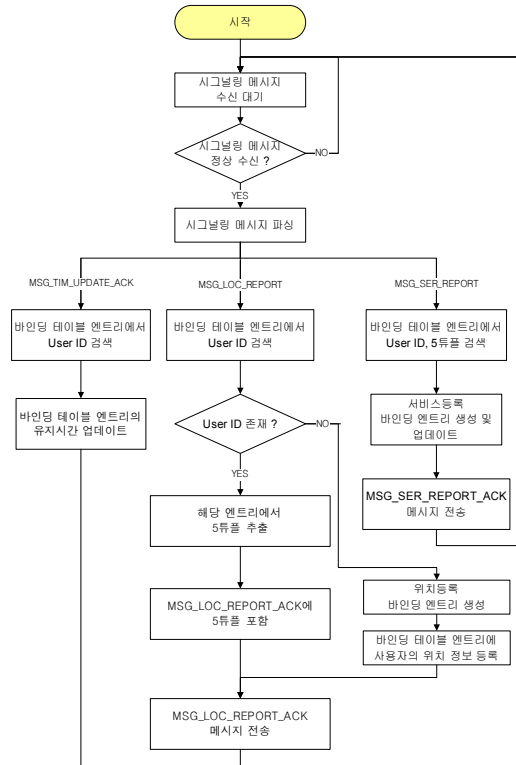 시작
시그널링 메시지
수신 대기
시그널링 메시지
정상 수신 ?
NO
YES
시그널링 메시지 파싱
MSG_TIM_UPDATE_ACK
MSG_LOC_REPORT
MSG_SER_REPORT
바인딩 테이블 엔트리에서
User ID 검색
바인딩 테이블 엔트리에서
User ID 검색
바인딩 테이블 엔트리에서
User ID, 5튜플 검색
바인딩 테이블 엔트리의
유지시간 업데이트
User ID 존재 ?
NO
YES
서비스등록
바인딩 엔트리 생성 및
업데이트
MSG_SER_REPORT_ACK
메시지 전송
해당 엔트리에서
5튜플 추출
위치등록
바인딩 엔트리 생성
MSG_LOC_REPORT_ACK에
5튜플 포함
바인딩 테이블 엔트리에
사용자의 위치 정보 등록
MSG_LOC_REPORT_ACK
메시지 전송